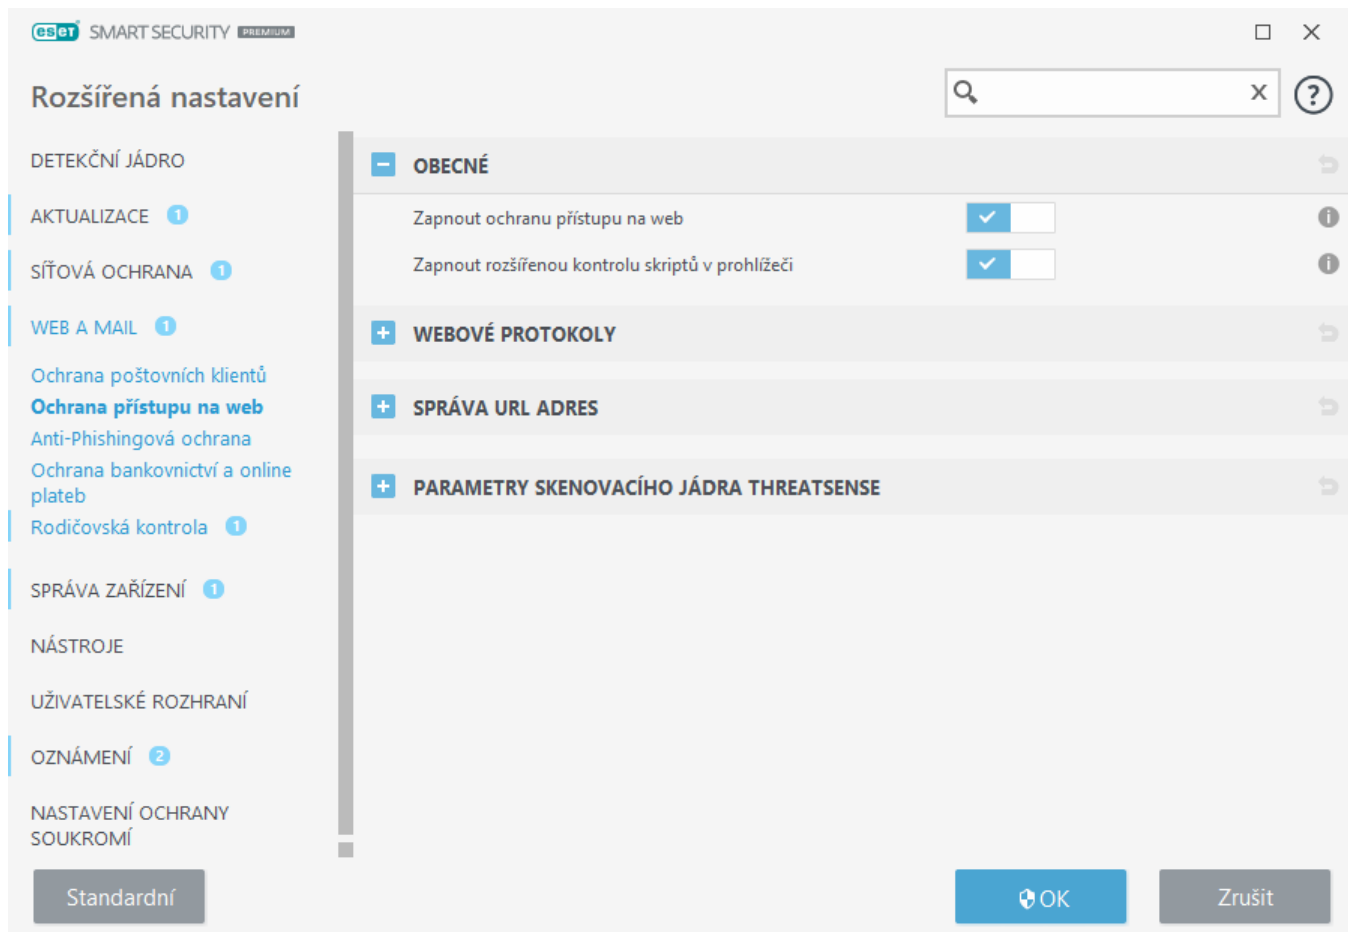 eset SMART SECURITY PREMIUM
Rozšířená nastavení
x
?
DETEKČNÍ JÁDRO
AKTUALIZACE 1
SÍŤOVÁ OCHRANA 1
WEB A MAIL 1
Ochrana poštovních klientů
Ochrana přístupu na web
Anti-Phishingová ochrana
Ochrana bankovnictví a online
plateb
Rodičovská kontrola 1
SPRÁVA ZAŘÍZENÍ 1
NÁSTROJE
UŽIVATELSKÉ ROZHRANÍ
OZNÁMENÍ 2
NASTAVENÍ OCHRANY
SOUKROMÍ
OBECNÉ
Zapnout ochranu přístupu na web
Zapnout rozšířenou kontrolu skriptů v prohlížeči
WEBOVÉ PROTOKOLY
SPRÁVA URL ADRES
PARAMETRY SKENOVACÍHO JÁDRA THREATSENSE
Standardní
OK
Zrušit